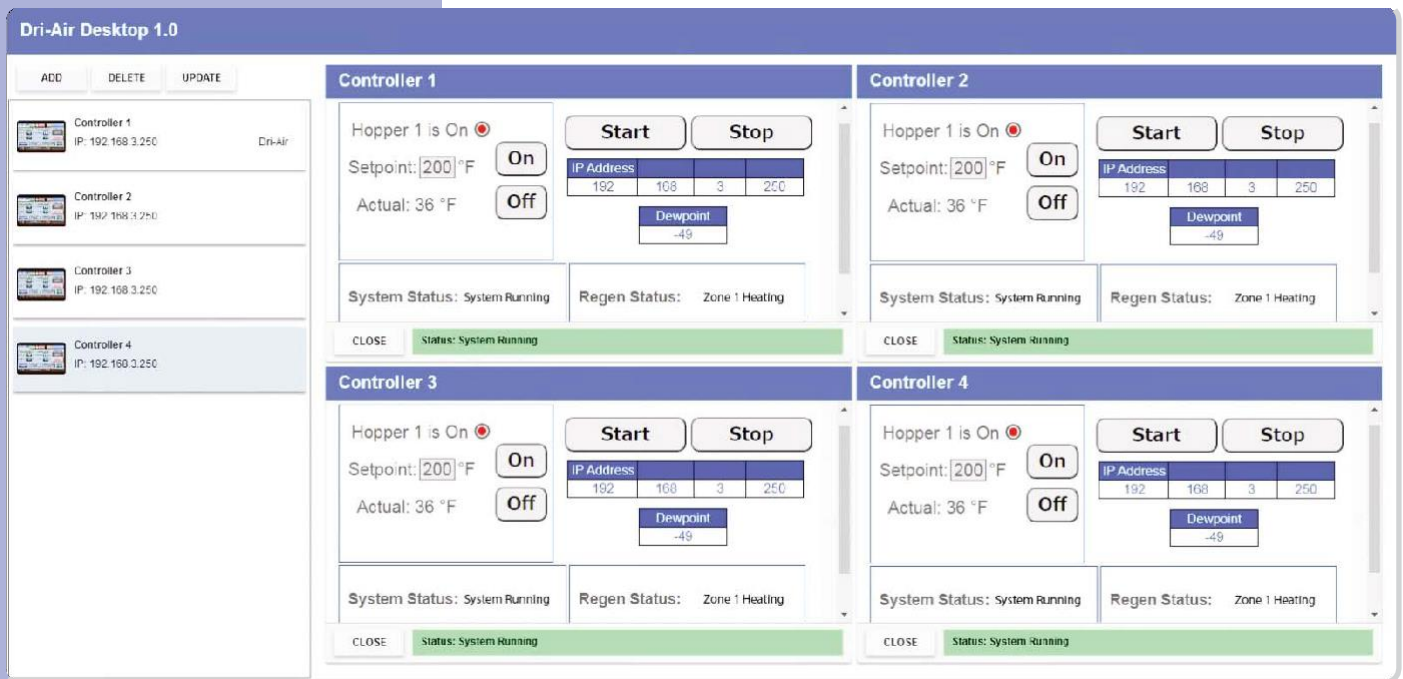 Dri-Air Desktop 1.0
ADD DELETE UPDATE
Controller 1
IP: 192.168.3.250 Dri-Air
Controller 2
IP: 192.168.3.250
Controller 3
IP: 192.168.3.250
Controller 4
IP: 192.168.3.250
Controller 1
Hopper 1 is On
Setpoint: 200 °F
Actual: 36 °F
On
Off
Start Stop
IP Address
192 168 3 250
Dewpoint
-49
System Status: System Running
Regen Status: Zone 1 Heating
CLOSE Status: System Running
Controller 2
Hopper 1 is On
Setpoint: 200 °F
Actual: 36 °F
On
Off
Start Stop
IP Address
192 168 3 250
Dewpoint
-49
System Status: System Running
Regen Status: Zone 1 Heating
CLOSE Status: System Running
Controller 3
Hopper 1 is On
Setpoint: 200 °F
Actual: 36 °F
On
Off
Start Stop
IP Address
192 168 3 250
Dewpoint
-49
System Status: System Running
Regen Status: Zone 1 Heating
CLOSE Status: System Running
Controller 4
Hopper 1 is On
Setpoint: 200 °F
Actual: 36 °F
On
Off
Start Stop
IP Address
192 168 3 250
Dewpoint
-49
System Status: System Running
Regen Status: Zone 1 Heating
CLOSE Status: System Running